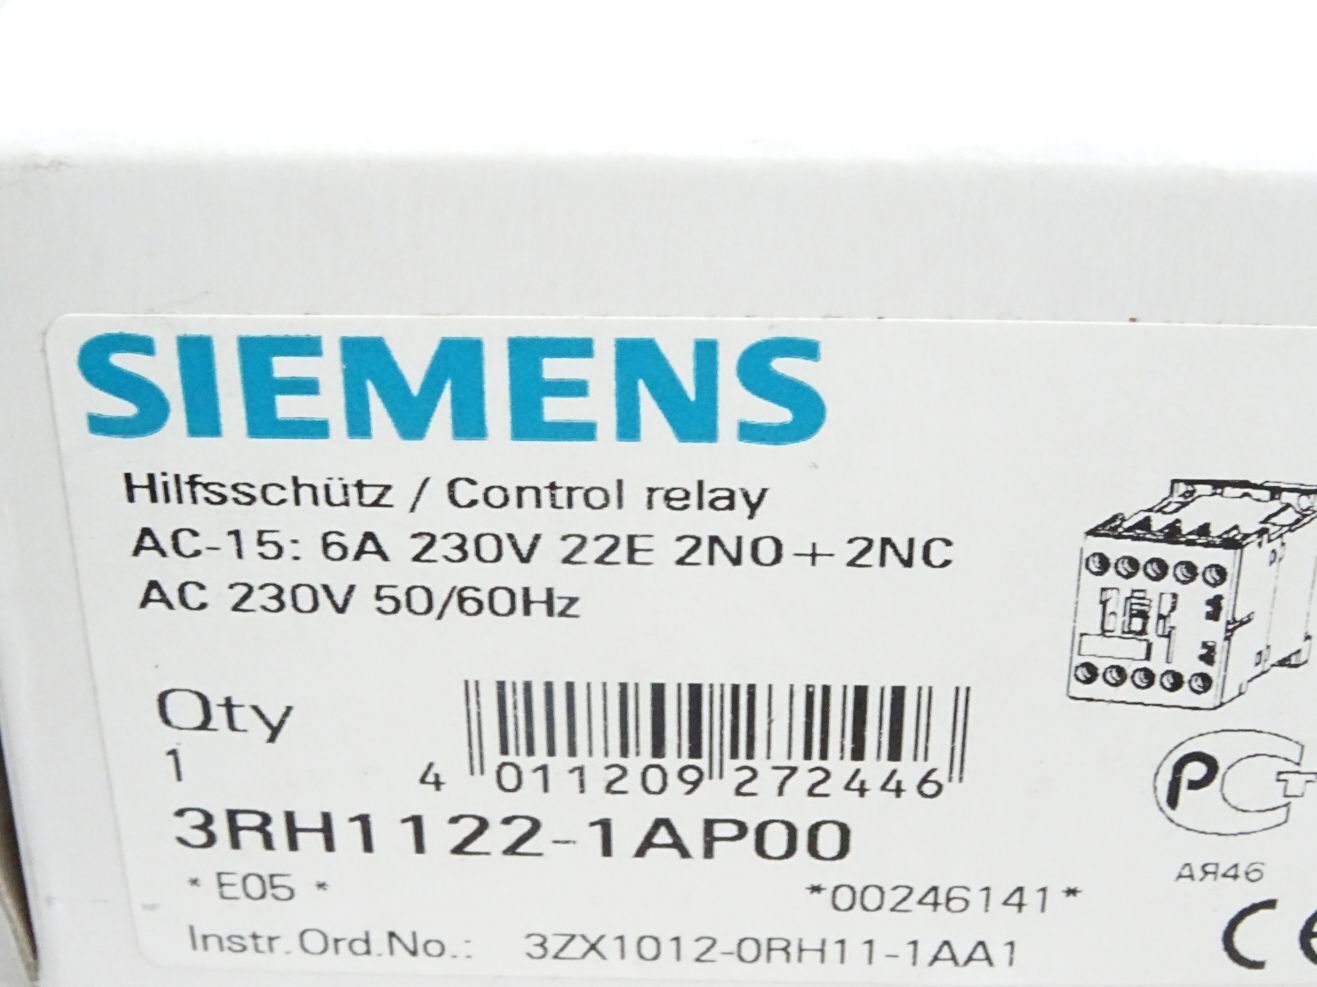 SIEMENS
Hilfsschütz / Control relay
AC-15: 6A 230V 22E 2NO+2NC
AC 230V 50/60Hz
Qty
1
4 011209 272446
3RH1122-1AP00
* E05 *
*00246141*
Instr.Ord.No.: 3ZX1012-0RH11-1AA1
АЯ46
CE